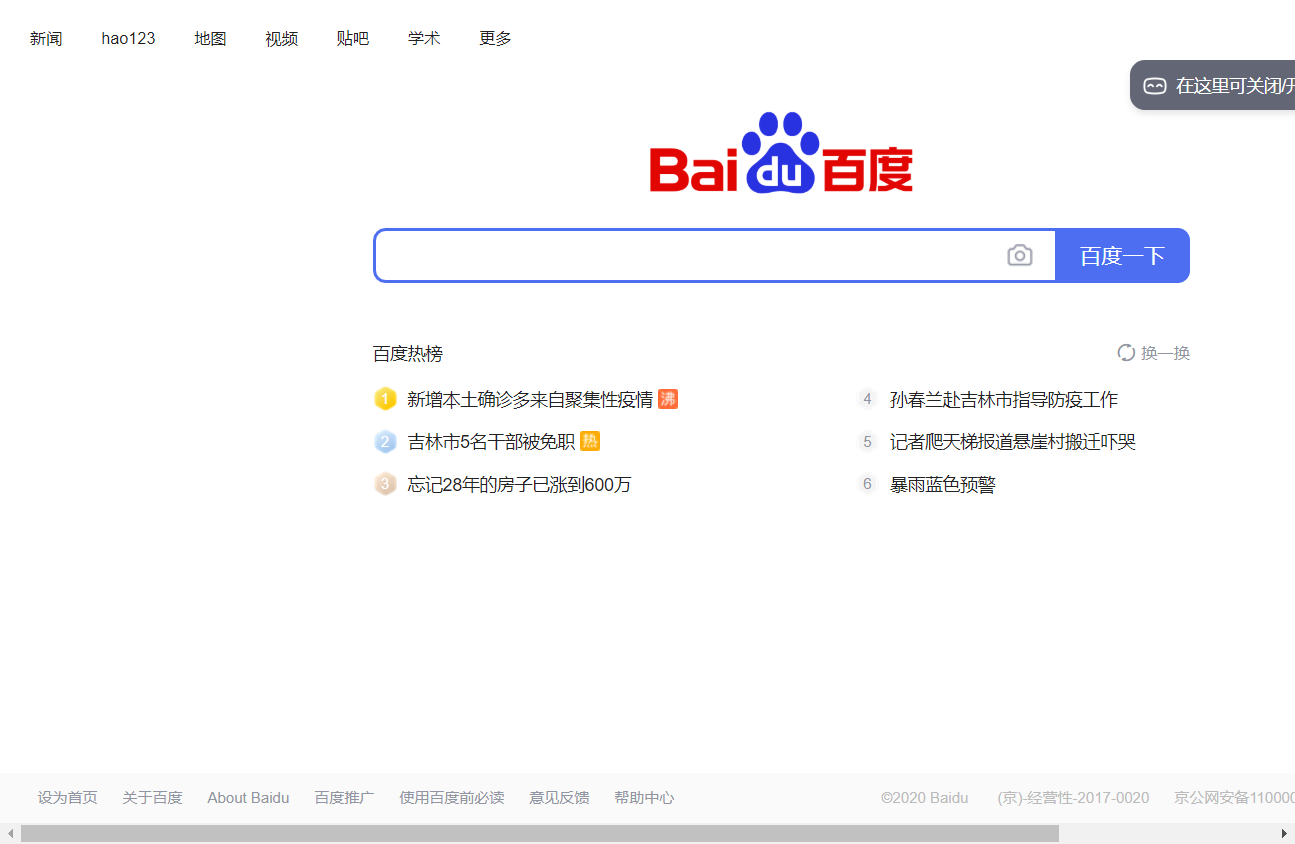 新闻 hao123 地图 视频 贴吧 学术 更多
在这里可关闭/开
Bai du 百度
百度一下
百度热榜 换一换
1 新增本土确诊多来自聚集性疫情 沸
2 吉林市5名干部被免职 热
3 忘记28年的房子已涨到600万
4 孙春兰赴吉林市指导防疫工作
5 记者爬天梯报道悬崖村搬迁吓哭
6 暴雨蓝色预警
设为首页 关于百度 About Baidu 百度推广 使用百度前必读 意见反馈 帮助中心 ©2020 Baidu (京)-经营性-2017-0020 京公网安备110000